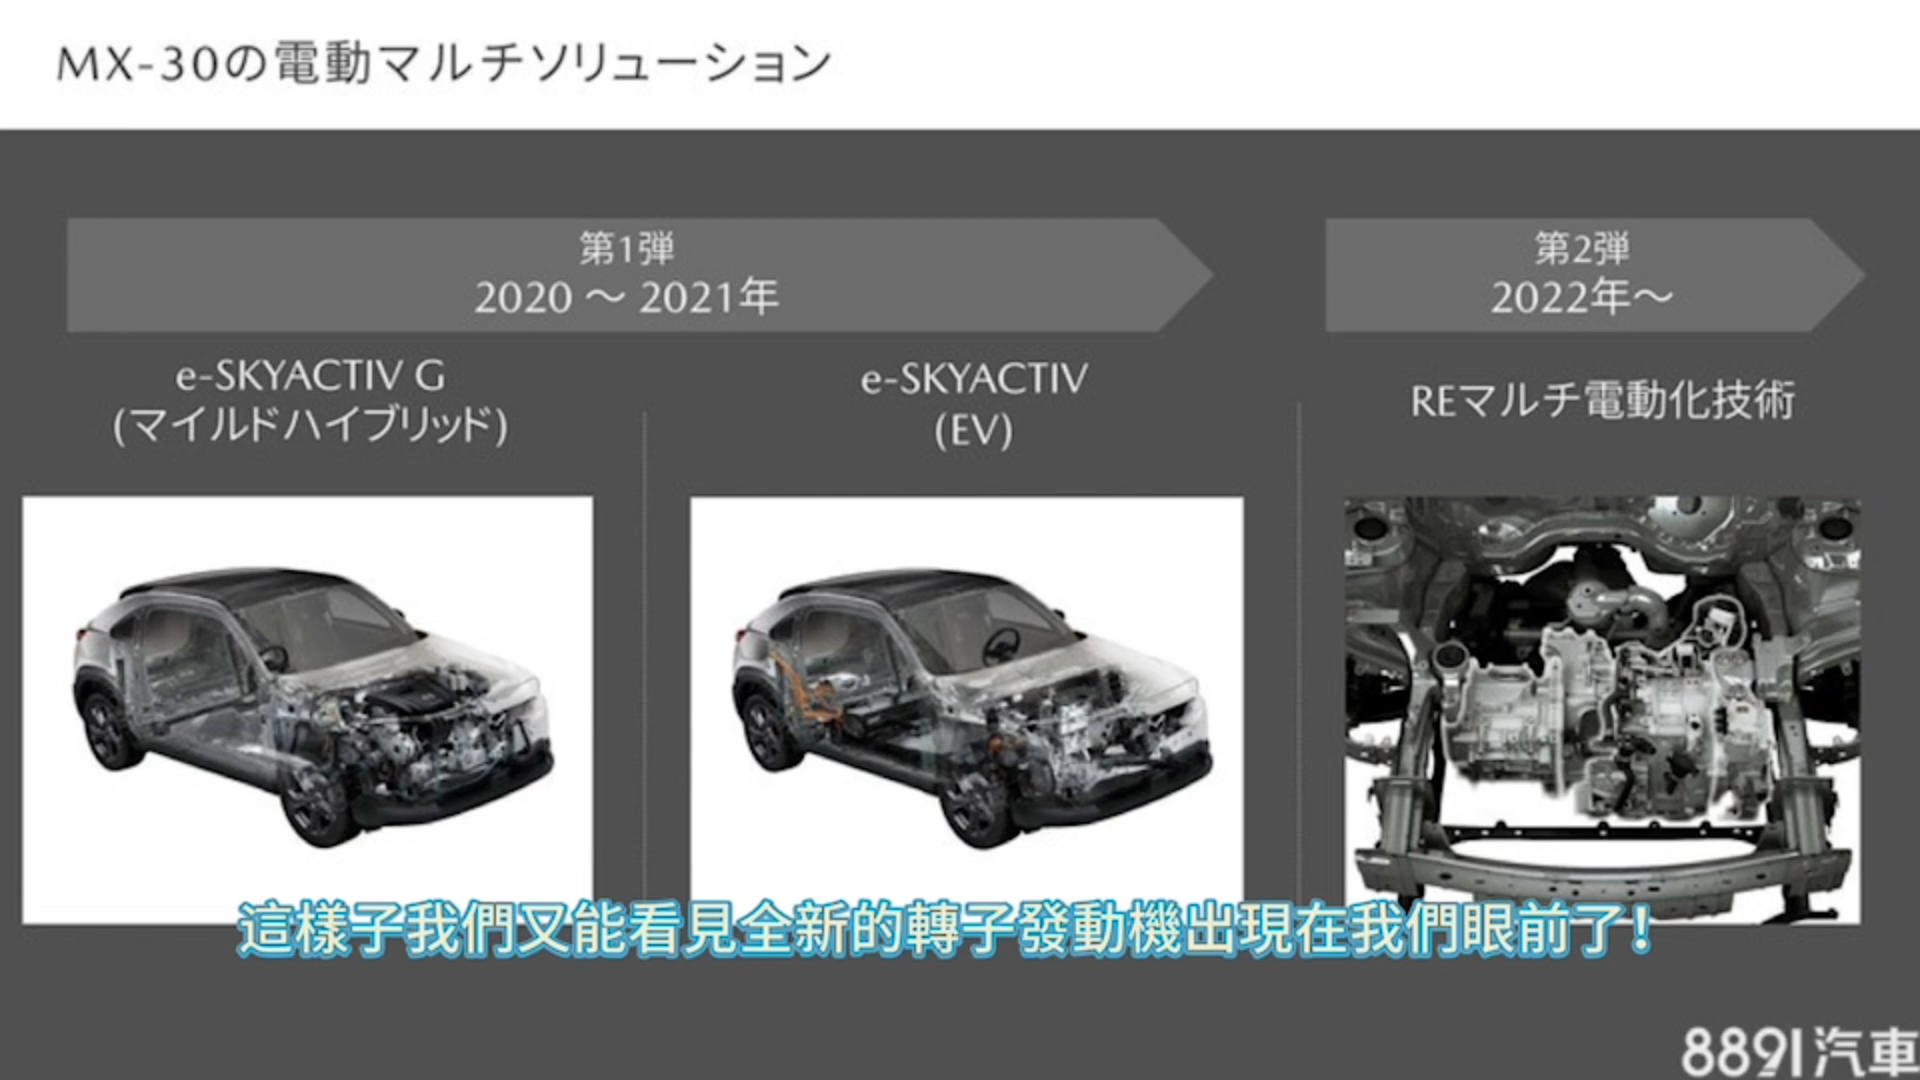 MX-30の電動マルチソリューション
第1弾
2020 ～ 2021年
第2弾
2022年～
e-SKYACTIV G
(マイルドハイブリッド)
e-SKYACTIV
(EV)
REマルチ電動化技術
這樣子我們又能看見全新的轉子發動機出現在我們眼前了!
8891汽車